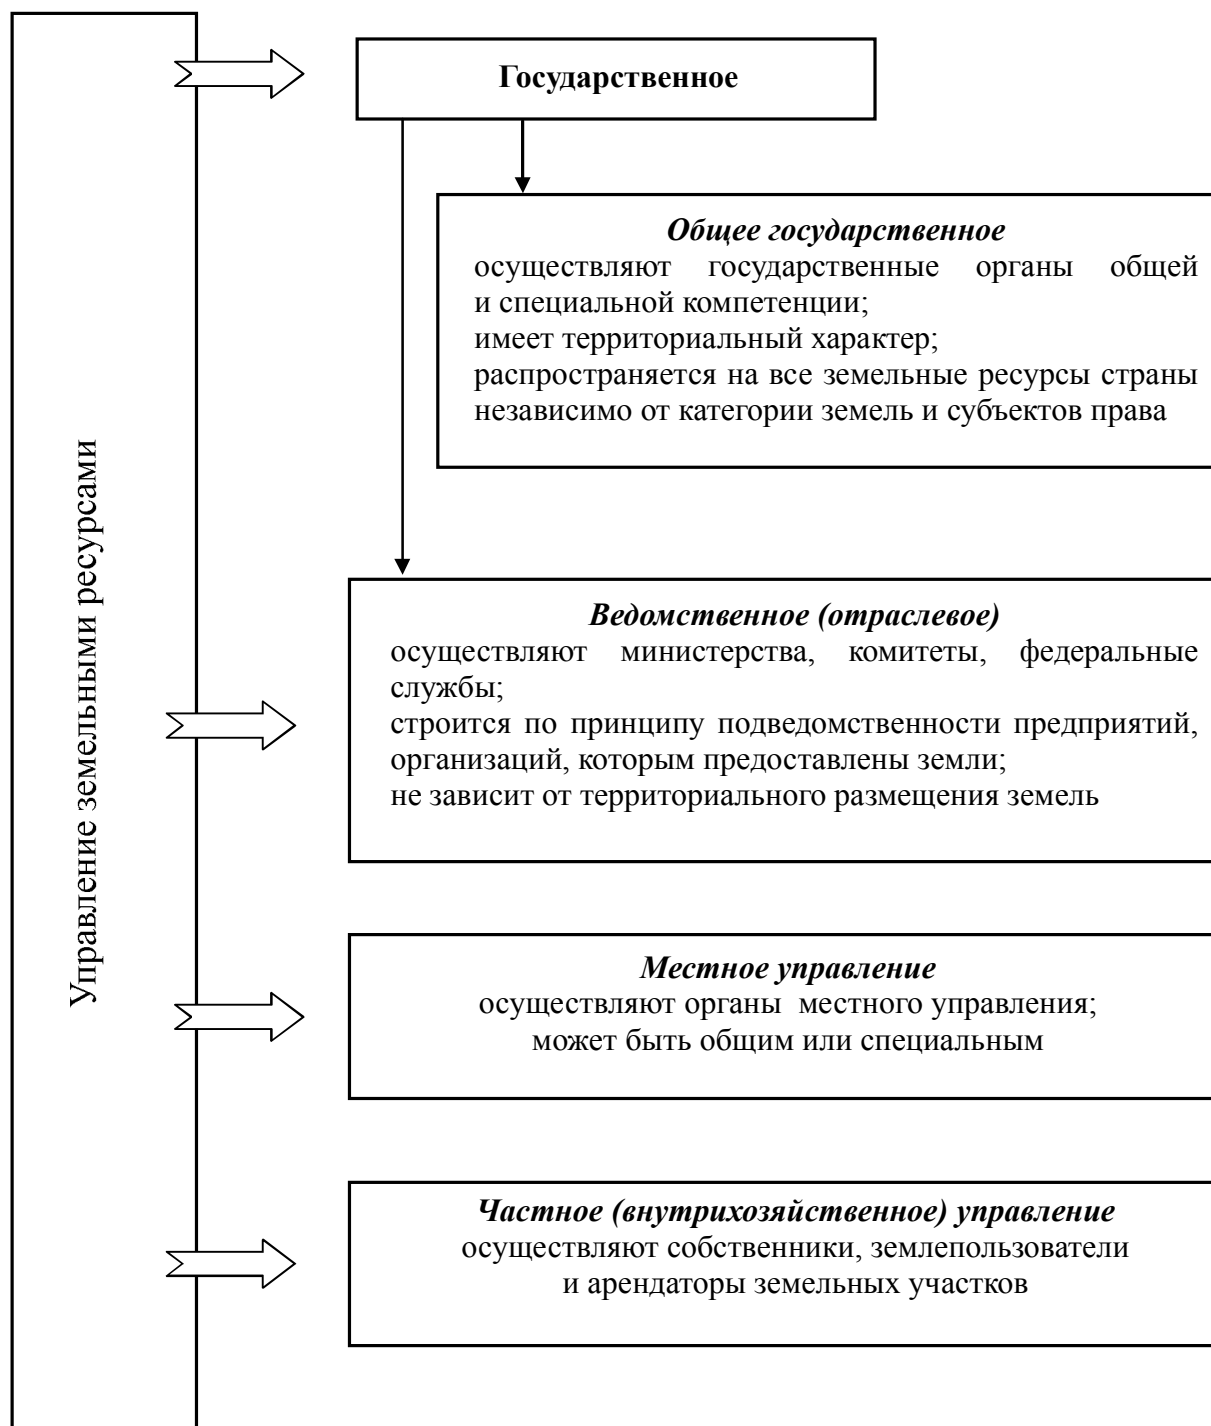 Управление земельными ресурсами
Государственное
Общее государственное
осуществляют государственные органы общей
и специальной компетенции;
имеет территориальный характер;
распространяется на все земельные ресурсы страны
независимо от категории земель и субъектов права
Ведомственное (отраслевое)
осуществляют министерства, комитеты, федеральные
службы;
строится по принципу подведомственности предприятий,
организаций, которым предоставлены земли;
не зависит от территориального размещения земель
Местное управление
осуществляют органы местного управления;
может быть общим или специальным
Частное (внутрихозяйственное) управление
осуществляют собственники, землепользователи
и арендаторы земельных участков